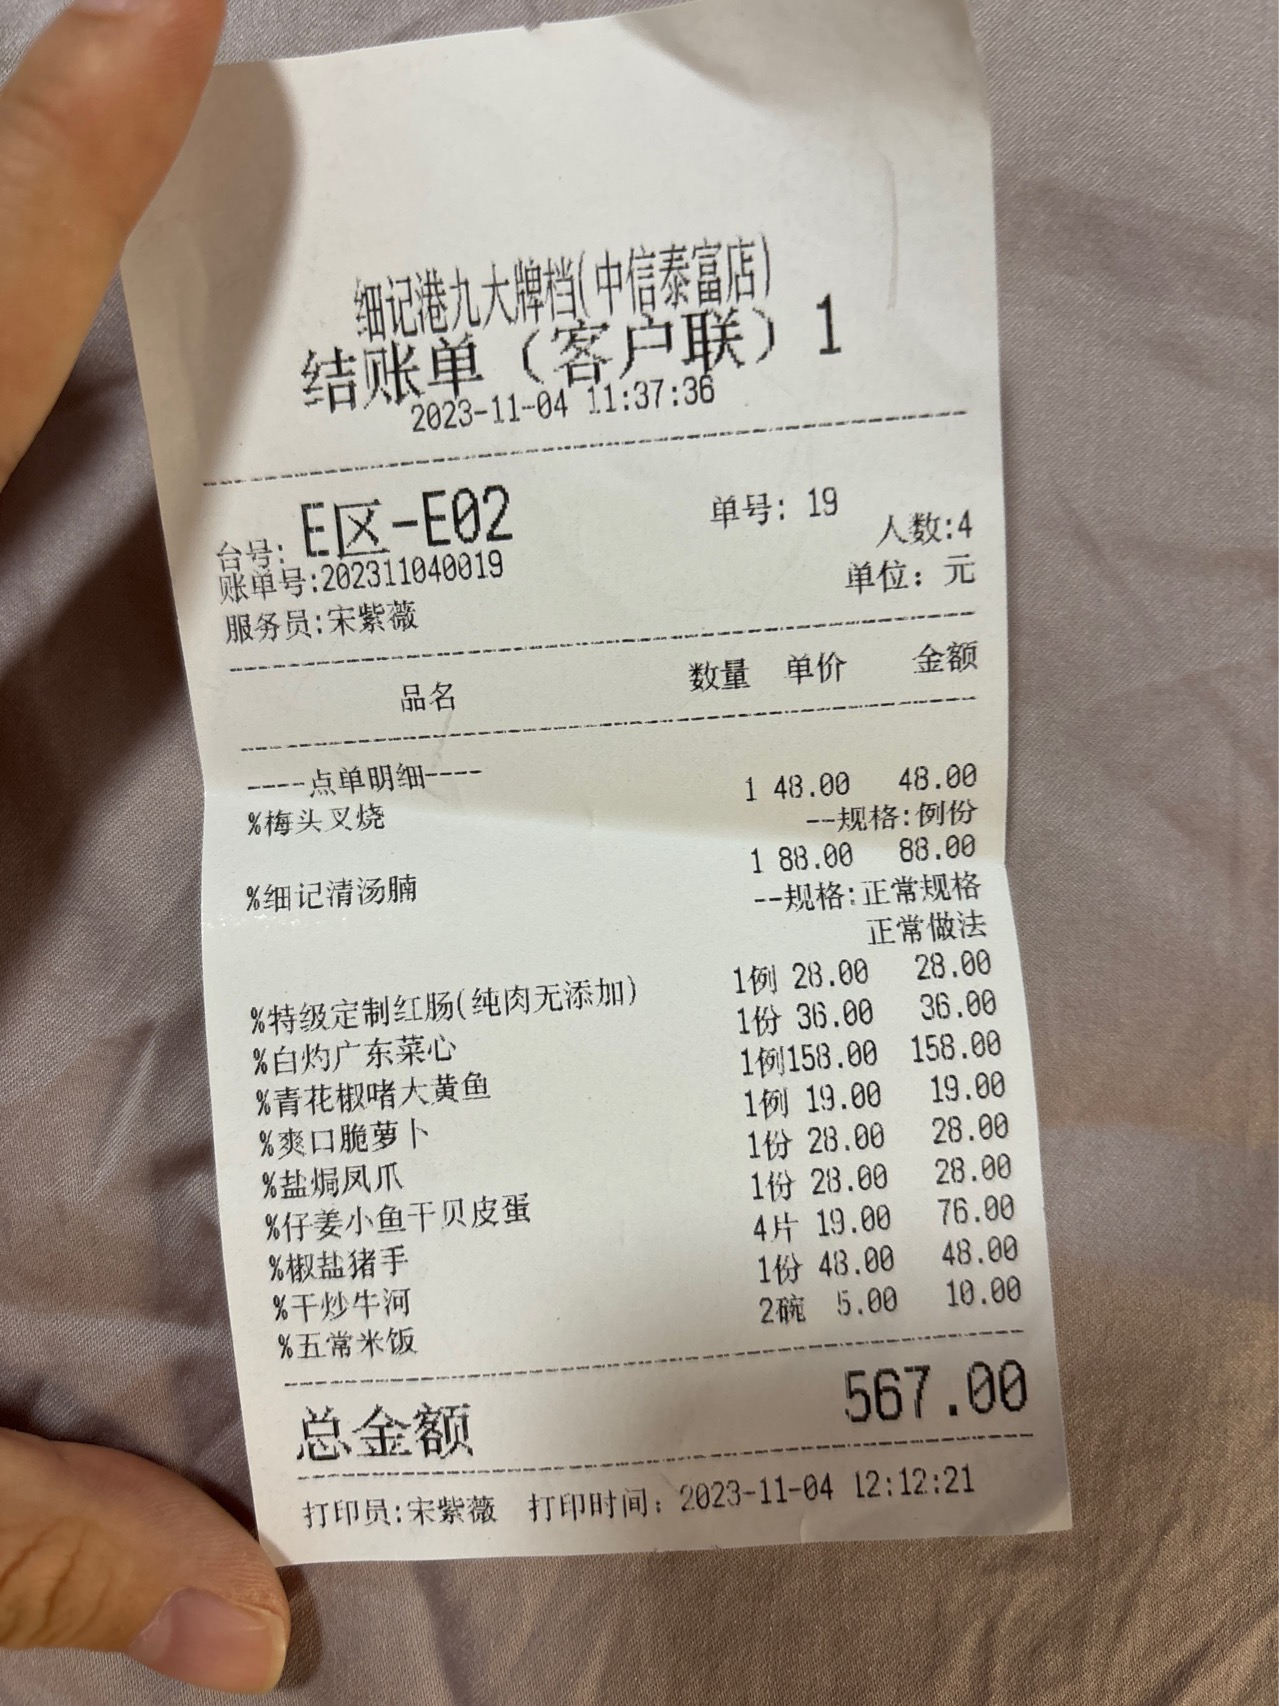 细记港九大牌档(中信泰富店)
结账单（客户联）1
2023-11-04 11:37:36
台号: E区-E02 单号: 19
账单号:202311040019 人数:4
服务员:宋紫薇 单位: 元
品名 数量 单价 金额
----点单明细----
%梅头叉烧 1 48.00 48.00
--规格:例份
%细记清汤腩 1 88.00 88.00
--规格:正常规格
正常做法
%特级定制红肠(纯肉无添加) 1例 28.00 28.00
%白灼广东菜心 1份 36.00 36.00
%青花椒啫大黄鱼 1例158.00 158.00
%爽口脆萝卜 1例 19.00 19.00
%盐焗凤爪 1份 28.00 28.00
%仔姜小鱼干贝皮蛋 1份 28.00 28.00
%椒盐猪手 4片 19.00 76.00
%干炒牛河 1份 48.00 48.00
%五常米饭 2碗 5.00 10.00
总金额 567.00
打印员:宋紫薇 打印时间: 2023-11-04 12:12:21